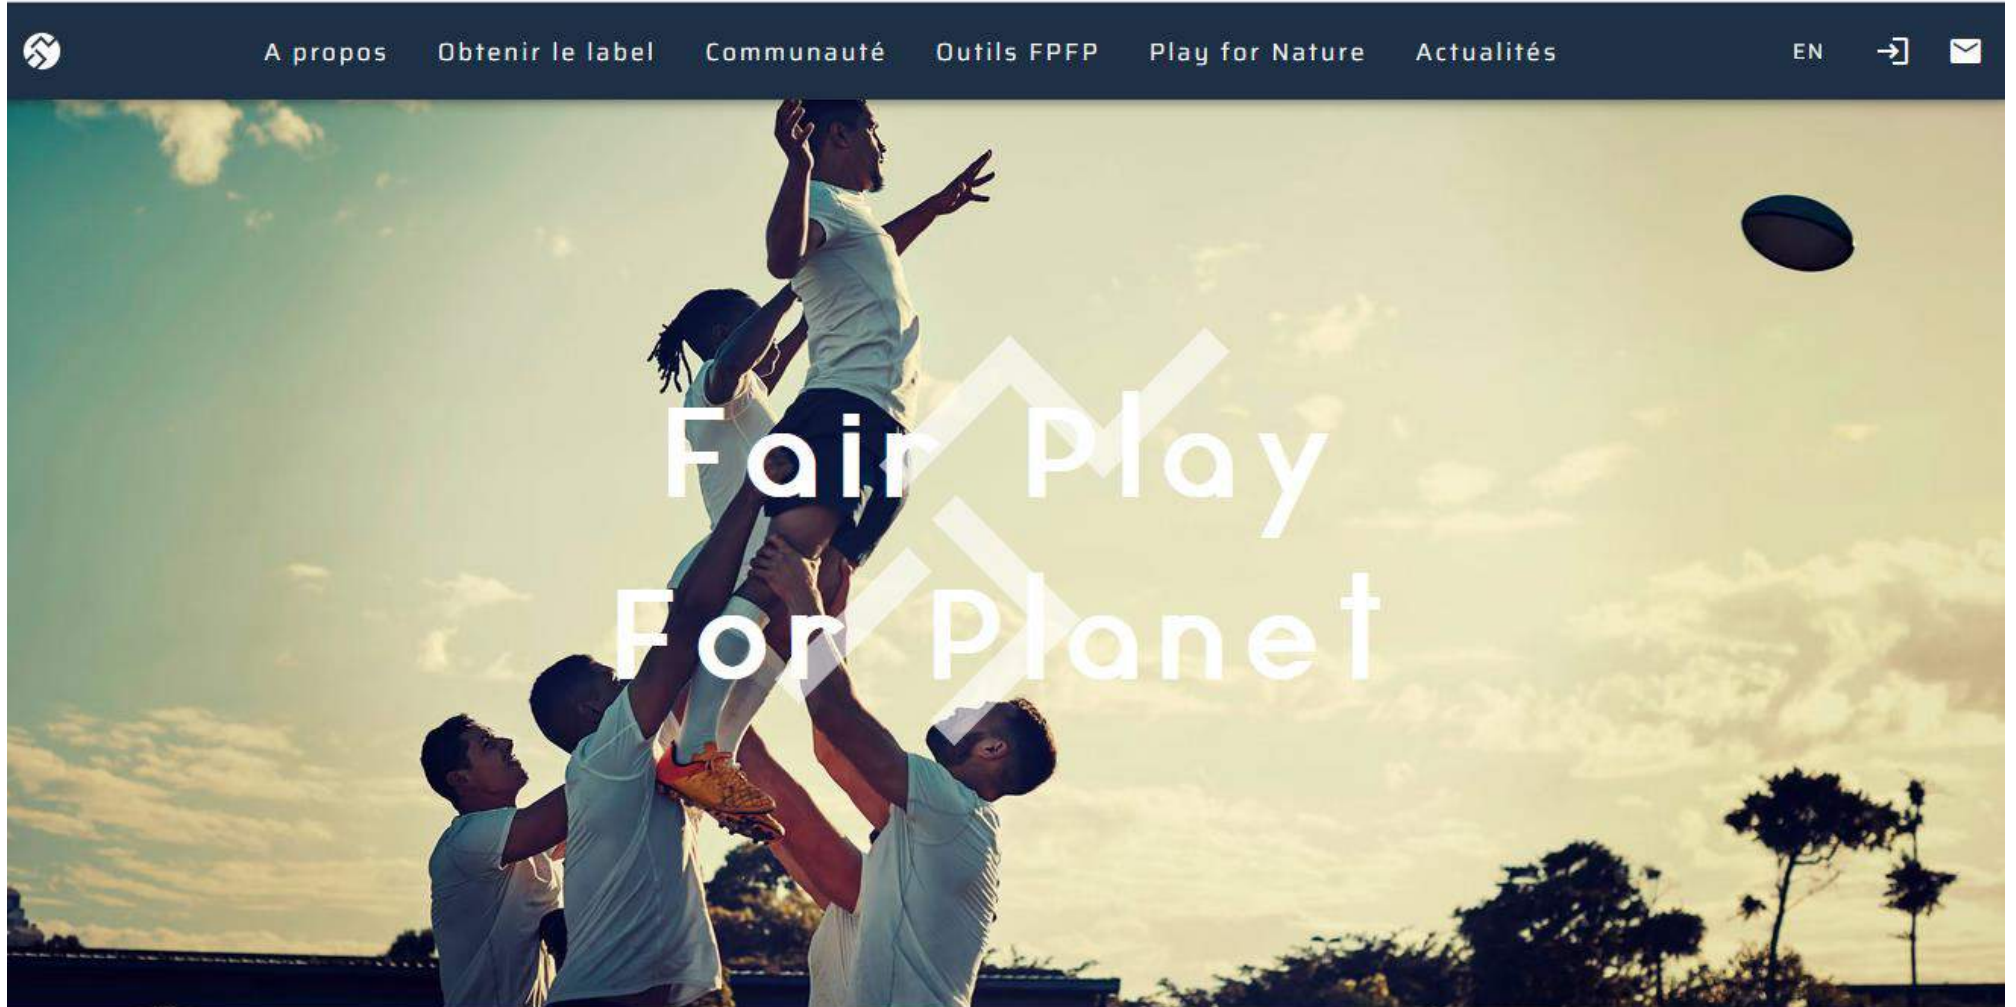 A propos Obtenir le label Communauté Outils FPFP Play for Nature Actualités EN
Fair Play
For Planet